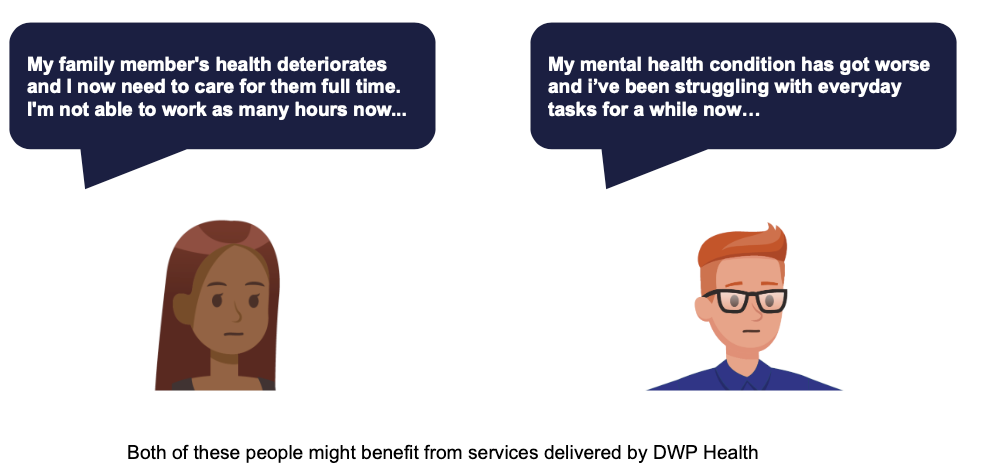 My family member's health deteriorates
and I now need to care for them full time.
I'm not able to work as many hours now...
My mental health condition has got worse
and i’ve been struggling with everyday
tasks for a while now…
Both of these people might benefit from services delivered by DWP Health